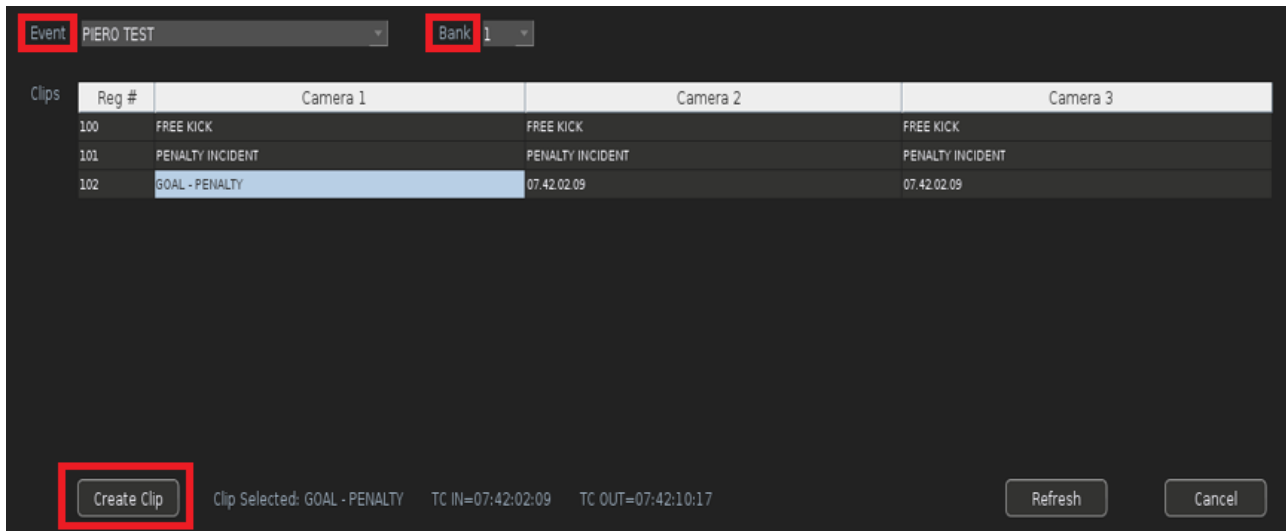 Event PIERO TEST Bank 1
Clips Reg # Camera 1 Camera 2 Camera 3
100 FREE KICK FREE KICK FREE KICK
101 PENALTY INCIDENT PENALTY INCIDENT PENALTY INCIDENT
102 GOAL - PENALTY 07.42.02.09 07.42.02.09
Create Clip Clip Selected: GOAL - PENALTY TC IN=07:42:02:09 TC OUT=07:42:10:17 Refresh Cancel